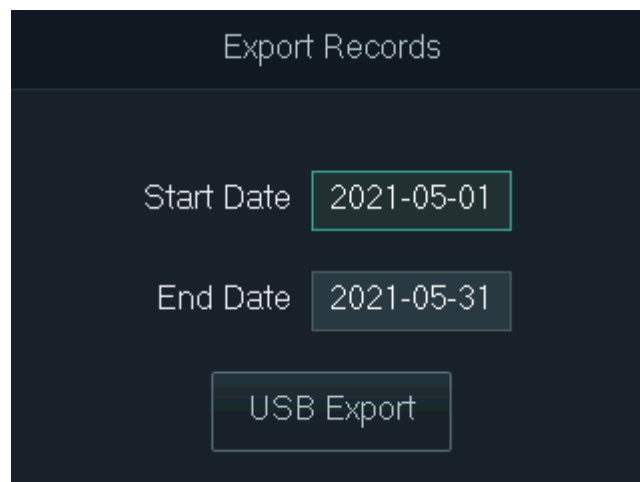 Export Records
Start Date 2021-05-01
End Date 2021-05-31
USB Export